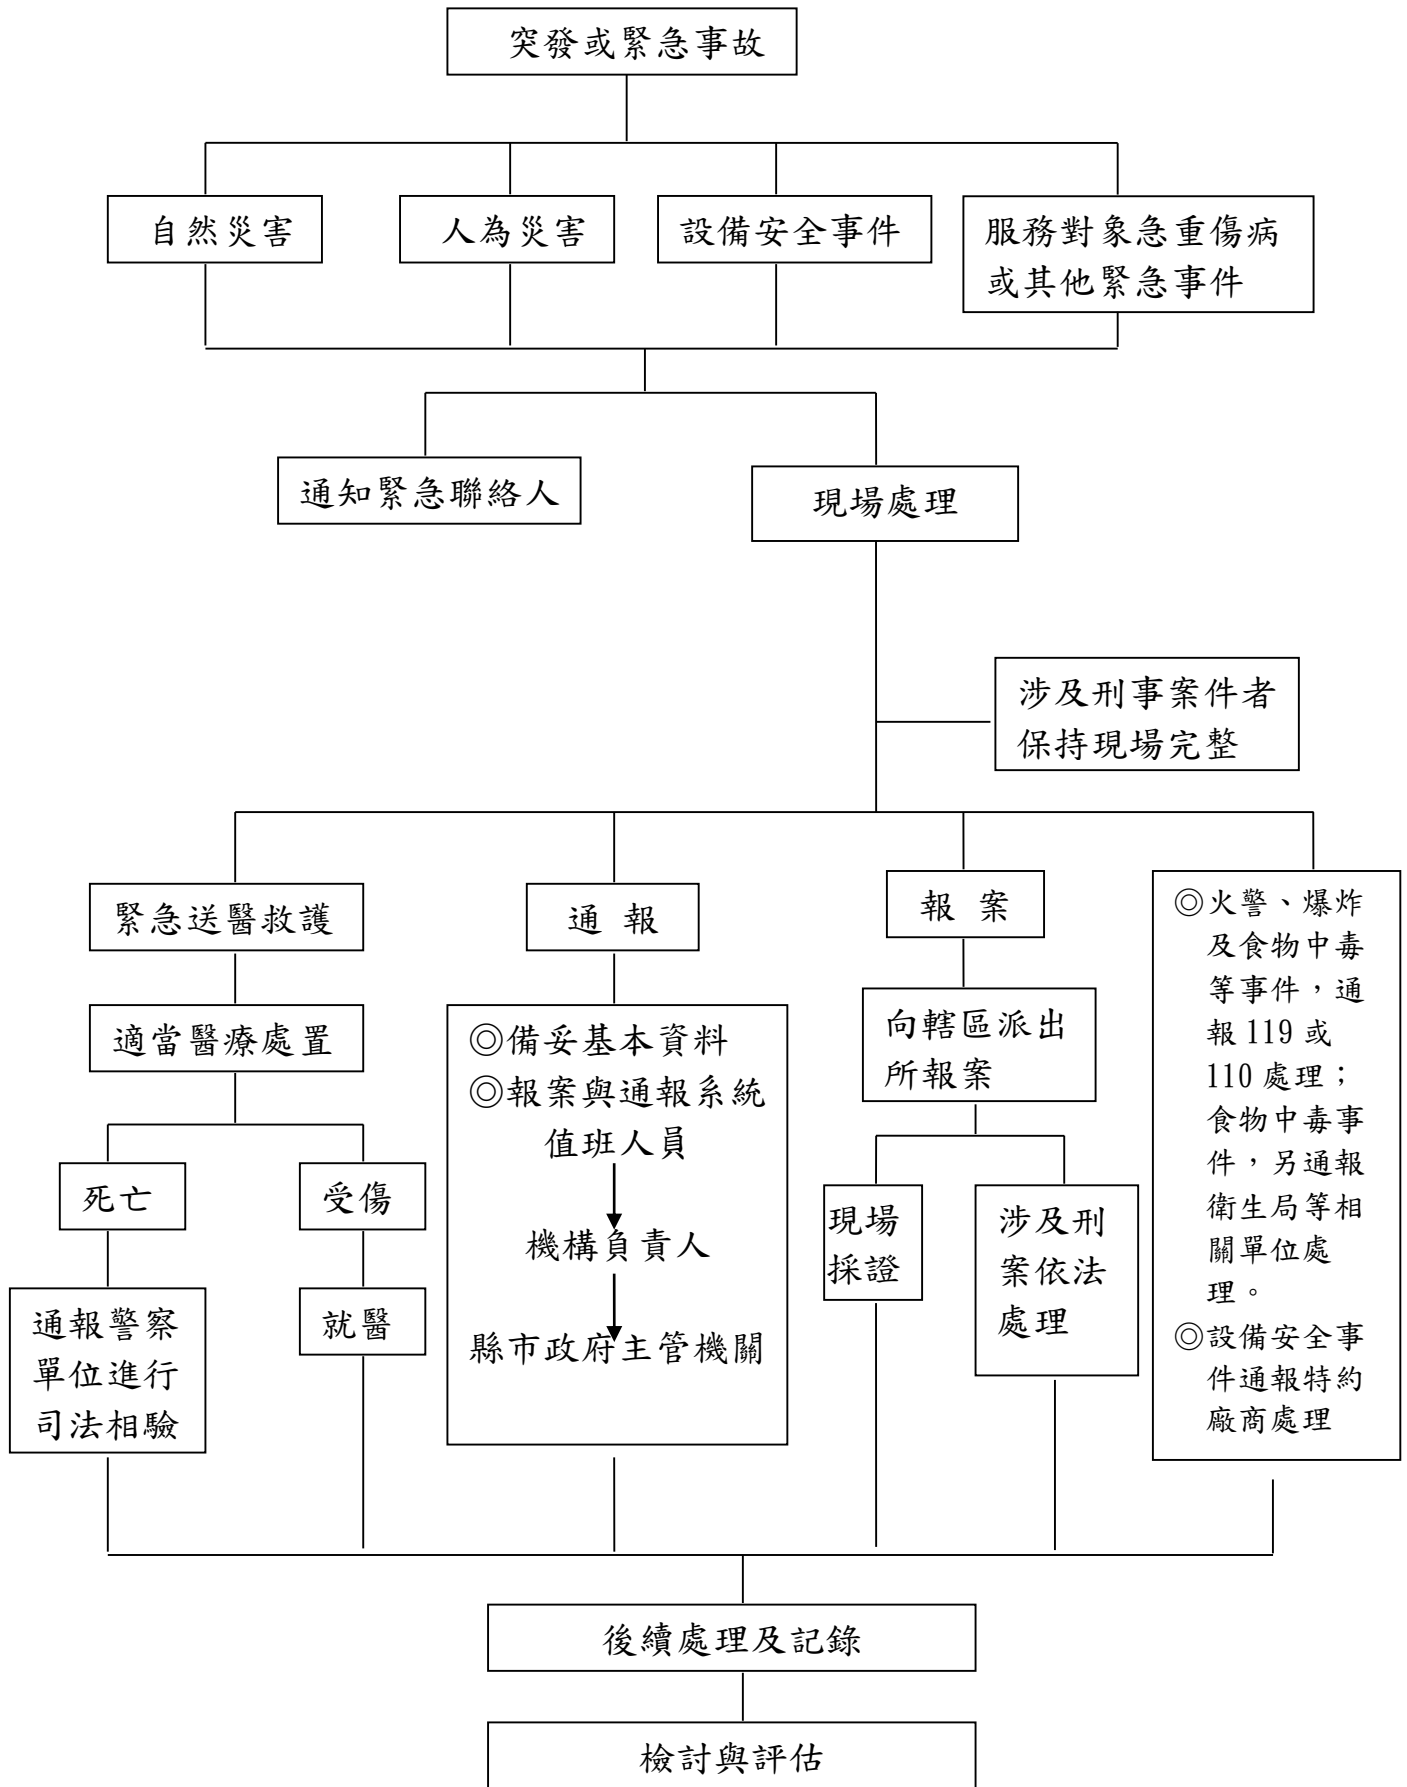 突發或緊急事故
自然災害
人為災害
設備安全事件
服務對象急重傷病
或其他緊急事件
通知緊急聯絡人
現場處理
涉及刑事案件者
保持現場完整
緊急送醫救護
適當醫療處置
死亡
受傷
通報警察
單位進行
司法相驗
就醫
通 報
◎備妥基本資料
◎報案與通報系統
值班人員
機構負責人
縣市政府主管機關
報 案
向轄區派出
所報案
現場
採證
涉及刑
案依法
處理
◎火警、爆炸
及食物中毒
等事件，通
報 119 或
110 處理；
食物中毒事
件，另通報
衛生局等相
關單位處
理。
◎設備安全事
件通報特約
廠商處理
後續處理及記錄
檢討與評估